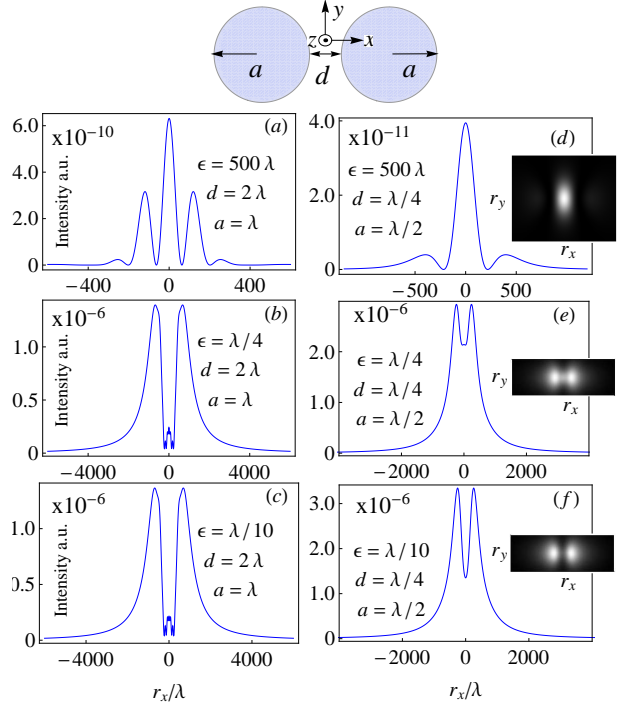 y
z
x
a
d
a
x10⁻¹⁰
(a)
6.0
4.0
2.0
0
Intensity a.u.
ϵ = 500 λ
d = 2 λ
a = λ
−400
0
400
x10⁻¹¹
(d)
4.0
2.0
0
ϵ = 500 λ
d = λ/4
a = λ/2
r_y
r_x
−500
0
500
x10⁻⁶
(b)
1.0
0
Intensity a.u.
ϵ = λ/4
d = 2 λ
a = λ
−4000
0
4000
x10⁻⁶
(e)
2.0
1.0
0
ϵ = λ/4
d = λ/4
a = λ/2
r_y
r_x
−2000
0
2000
x10⁻⁶
(c)
1.0
0
Intensity a.u.
ϵ = λ/10
d = 2 λ
a = λ
−4000
0
4000
r_x/λ
x10⁻⁶
(f)
3.0
2.0
1.0
0
ϵ = λ/10
d = λ/4
a = λ/2
r_y
r_x
−2000
0
2000
r_x/λ